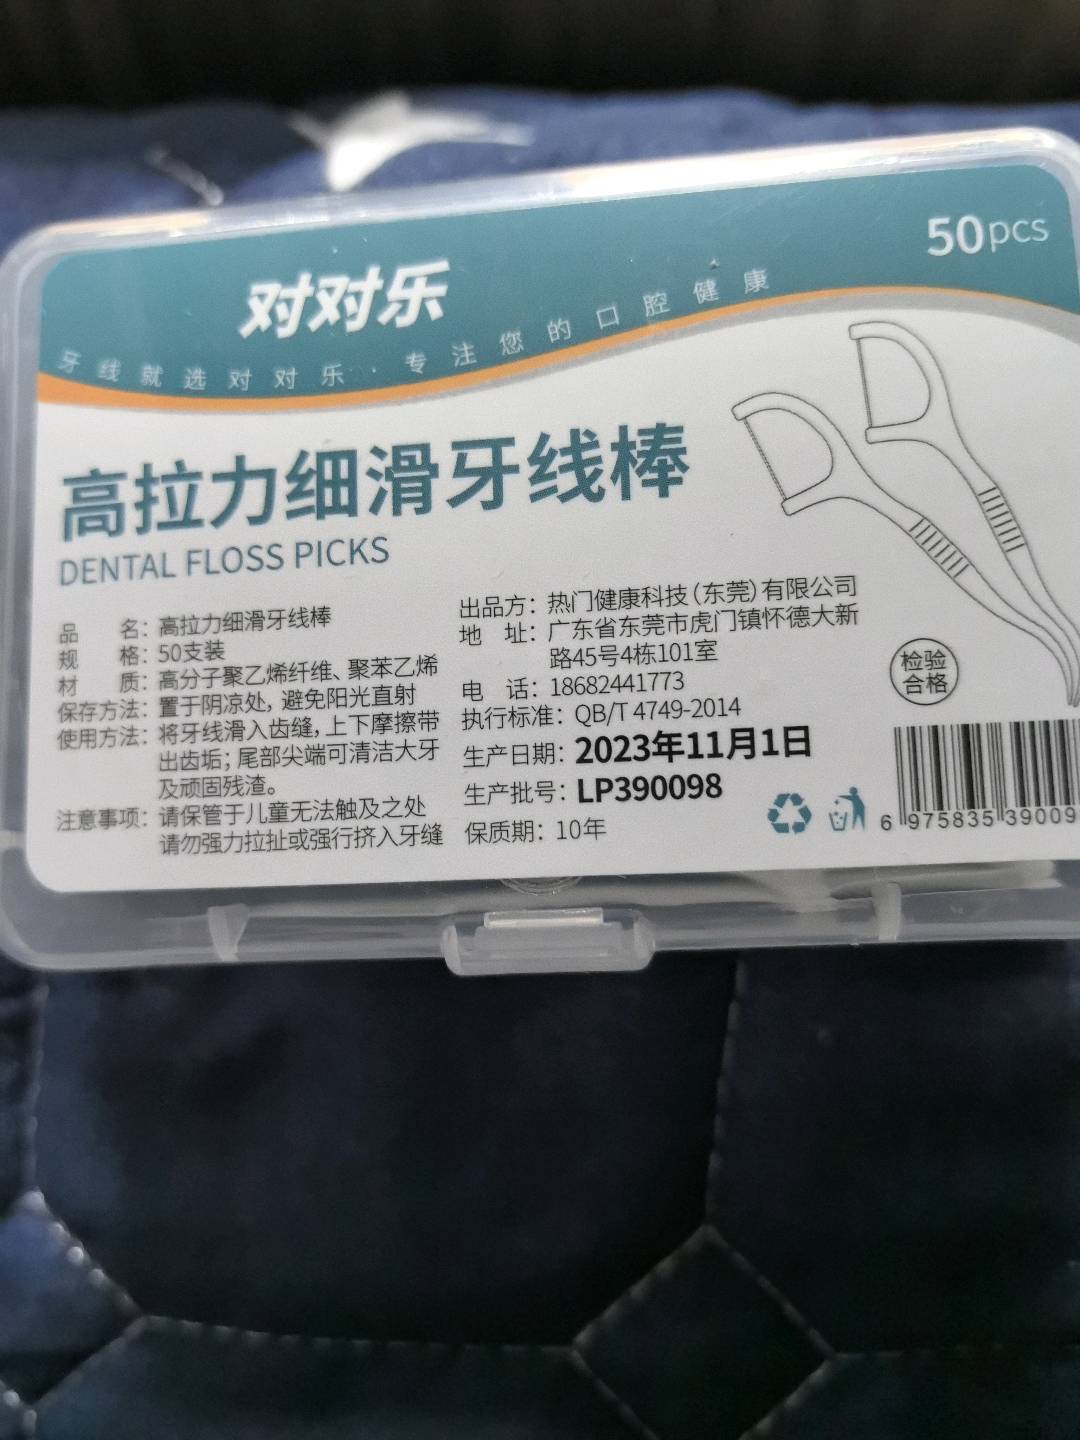 50pcs
对对乐
牙线就选对对乐·专注您的口腔健康
高拉力细滑牙线棒
DENTAL FLOSS PICKS
品名：高拉力细滑牙线棒
规格：50支装
材质：高分子聚乙烯纤维、聚苯乙烯
保存方法：置于阴凉处，避免阳光直射
使用方法：将牙线滑入齿缝，上下摩擦带
出齿垢；尾部尖端可清洁大牙
及顽固残渣。
注意事项：请保管于儿童无法触及之处
请勿强力拉扯或强行挤入牙缝
出品方：热门健康科技（东莞）有限公司
地址：广东省东莞市虎门镇怀德大新
路45号4栋101室
电话：18682441773
执行标准：QB/T 4749-2014
生产日期：2023年11月1日
生产批号：LP390098
保质期：10年
检验
合格
6 975835 39009